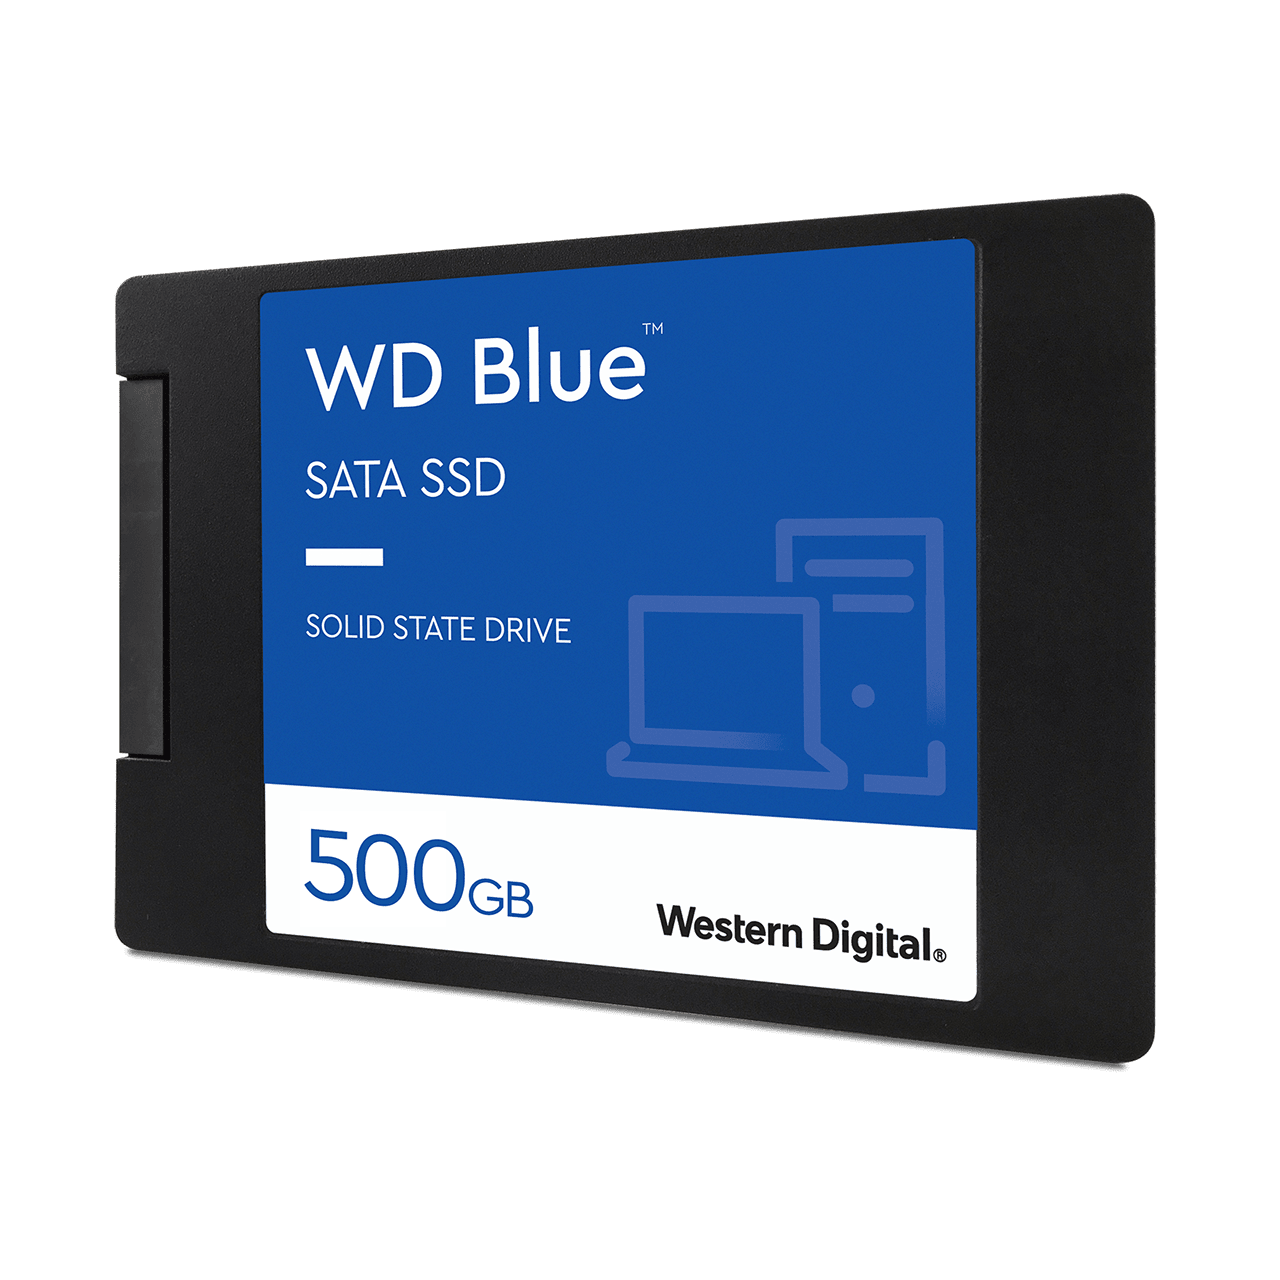 WD Blue™
SATA SSD
SOLID STATE DRIVE
500GB
Western Digital®